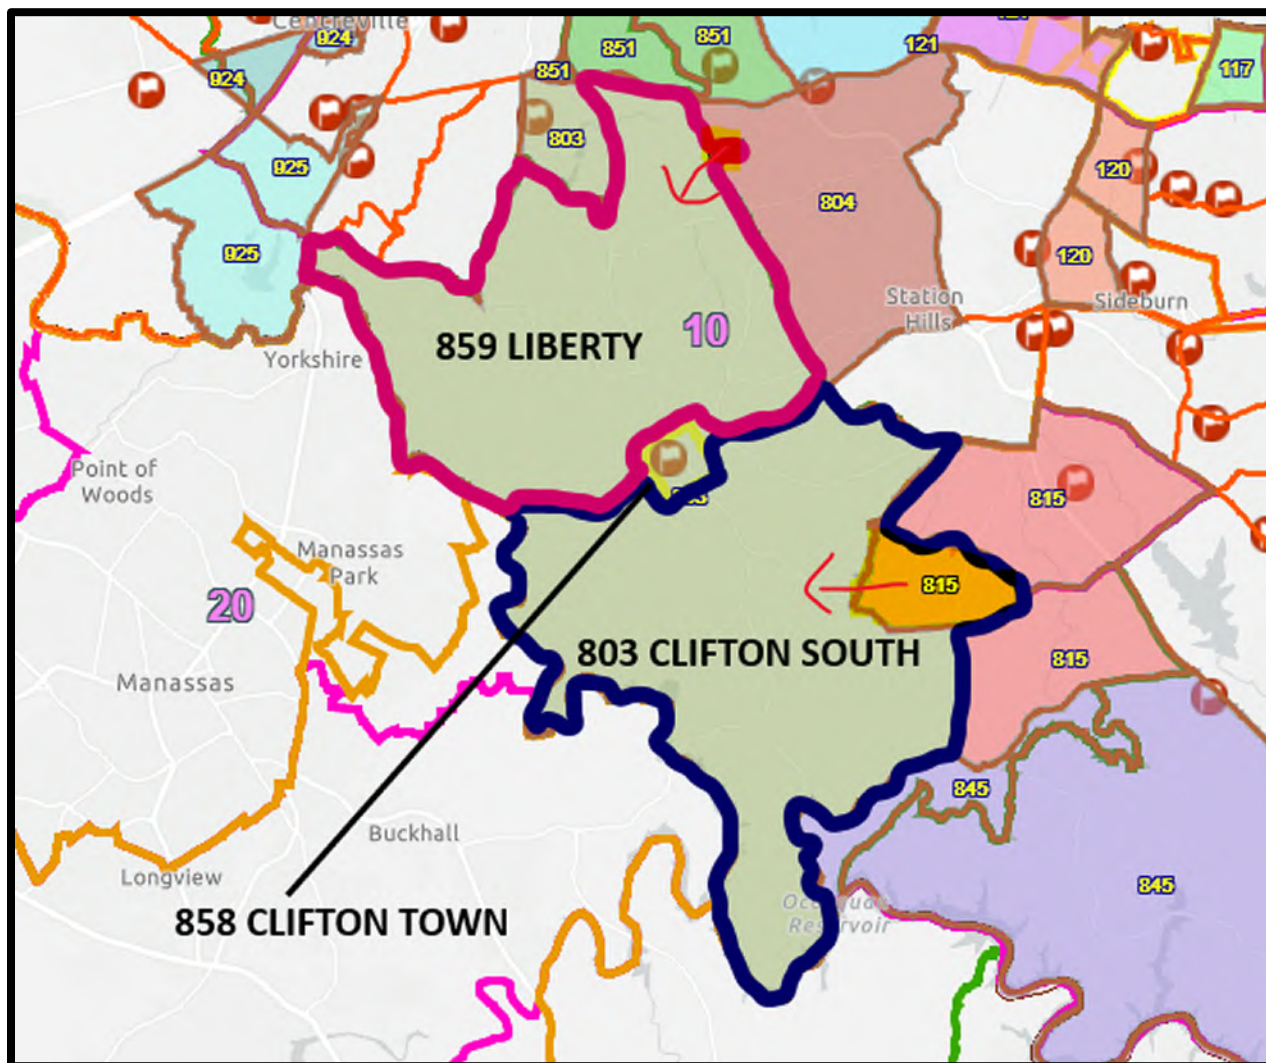 Centreville
924
924
851
851
851
121
117
803
925
925
804
120
120
Station
Hills
Sideburn
859 LIBERTY
10
Yorkshire
Point of
Woods
Manassas
Park
815
20
815
803 CLIFTON SOUTH
815
Manassas
845
Buckhall
Longview
845
858 CLIFTON TOWN
Reservoir